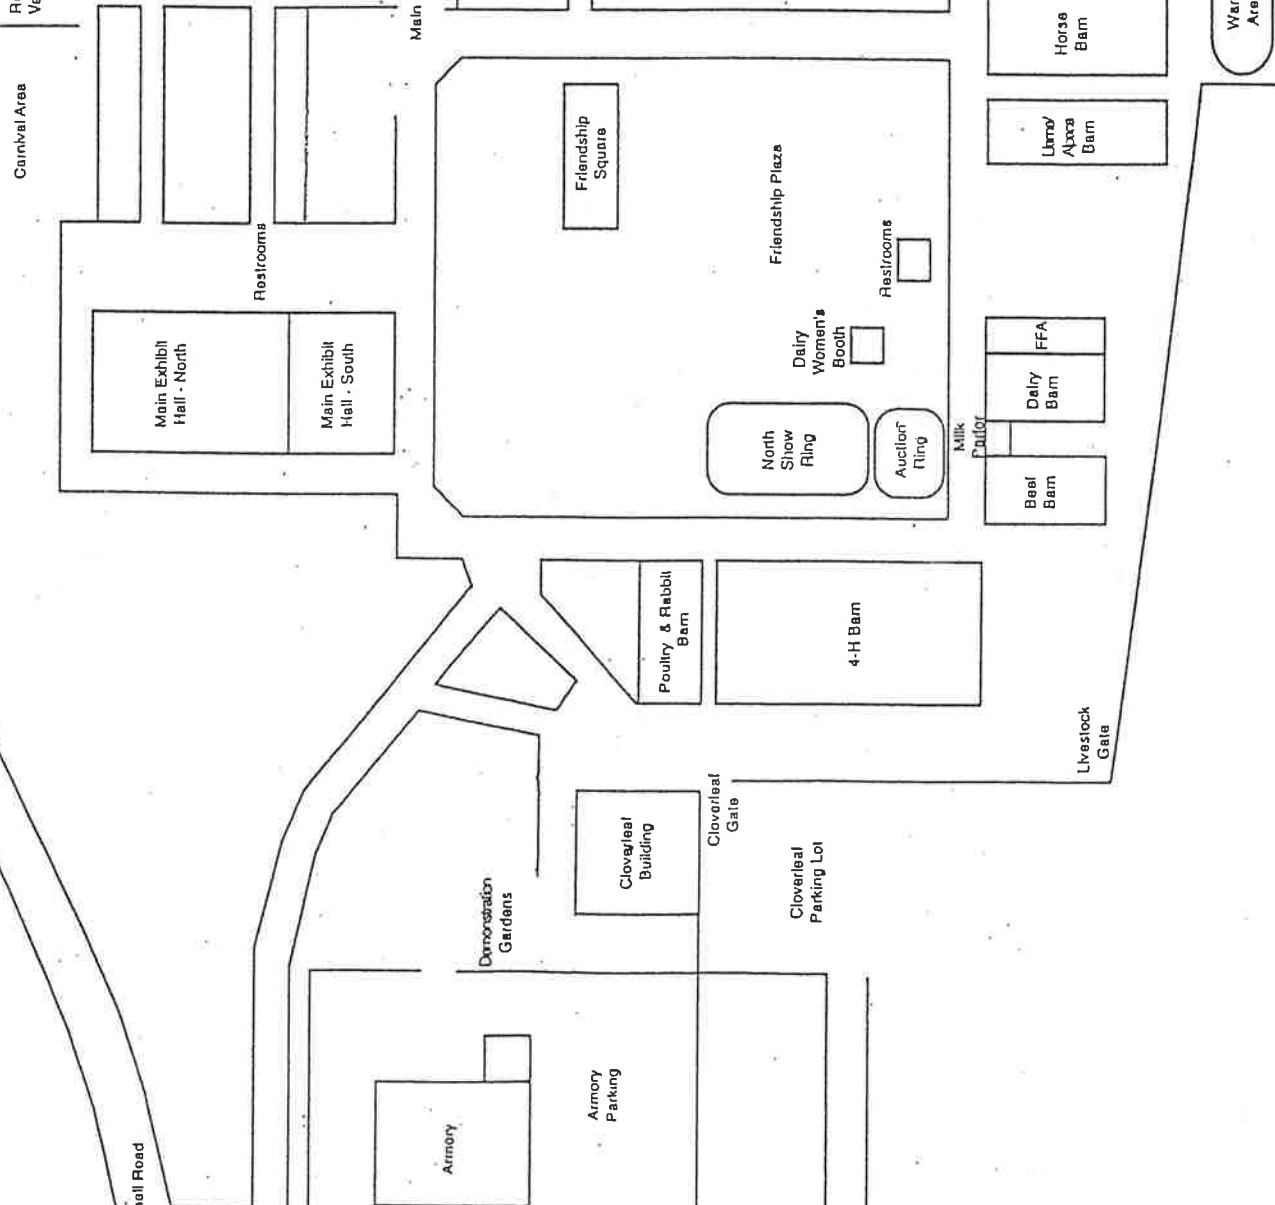 Carnival Area
Main
Horse
Barn
Llama/
Alpaca
Barn
Friendship
Square
Friendship Plaza
Restrooms
Restrooms
Main Exhibit
Hall - North
Main Exhibit
Hall - South
Dairy
Women's
Booth
FFA
Dairy
Barn
North
Show
Ring
Auction
Ring
Milk
Parlor
Beef
Barn
Poultry & Rabbit
Barn
4-H Barn
Livestock
Gate
Cloverleaf
Gate
Cloverleaf
Building
Cloverleaf
Parking Lot
Demonstration
Gardens
Armory
Parking
Armory
Road